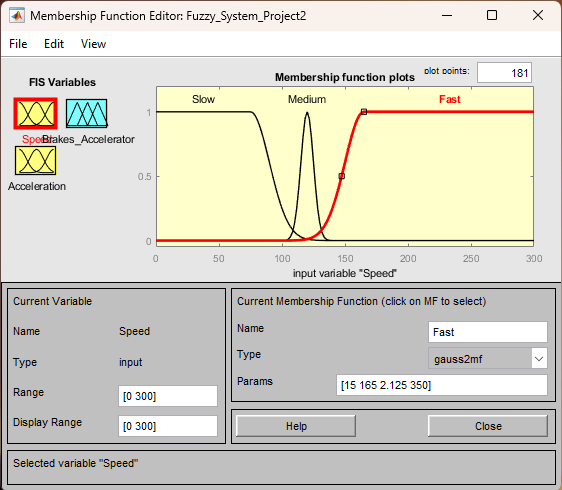 Membership Function Editor: Fuzzy_System_Project2
File Edit View
FIS Variables
Speed
Brakes_Accelerator
Acceleration
Membership function plots
plot points:
181
Slow
Medium
Fast
1
0.5
0
0 50 100 150 200 250 300
input variable "Speed"
Current Variable
Name Speed
Type input
Range [0 300]
Display Range [0 300]
Current Membership Function (click on MF to select)
Name Fast
Type gauss2mf
Params [15 165 2.125 350]
Help
Close
Selected variable "Speed"